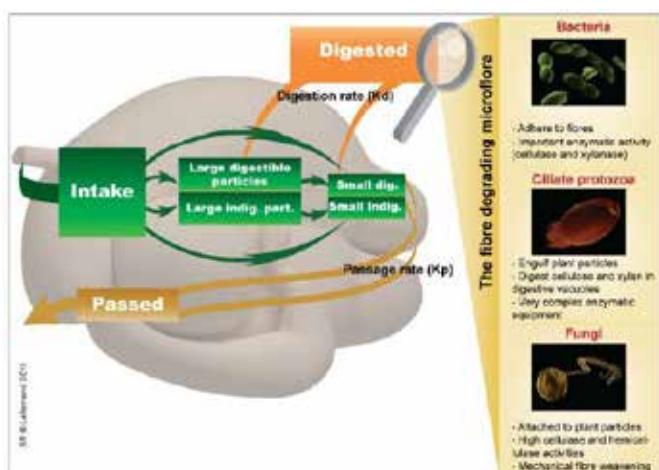 Digested
Digestion rate (Kd)
Intake
Large digestible
particles
Large indig. part.
Small dig.
Small indig.
Passage rate (Kp)
Passed
The fibre degrading microflore
Bacteria
- Adhere to fibres
- Important enzymatic activity
(cellulase and xylanase)
Ciliate protozoa
- Engulf plant particles
- Digest cellulose and xylan in
digestive vacuoles
- Very complex enzymatic
equipment
Fungi
- Attached to plant particles
- High cellulase and hemicel-
lulase activities
- Mechanical fibre weakening